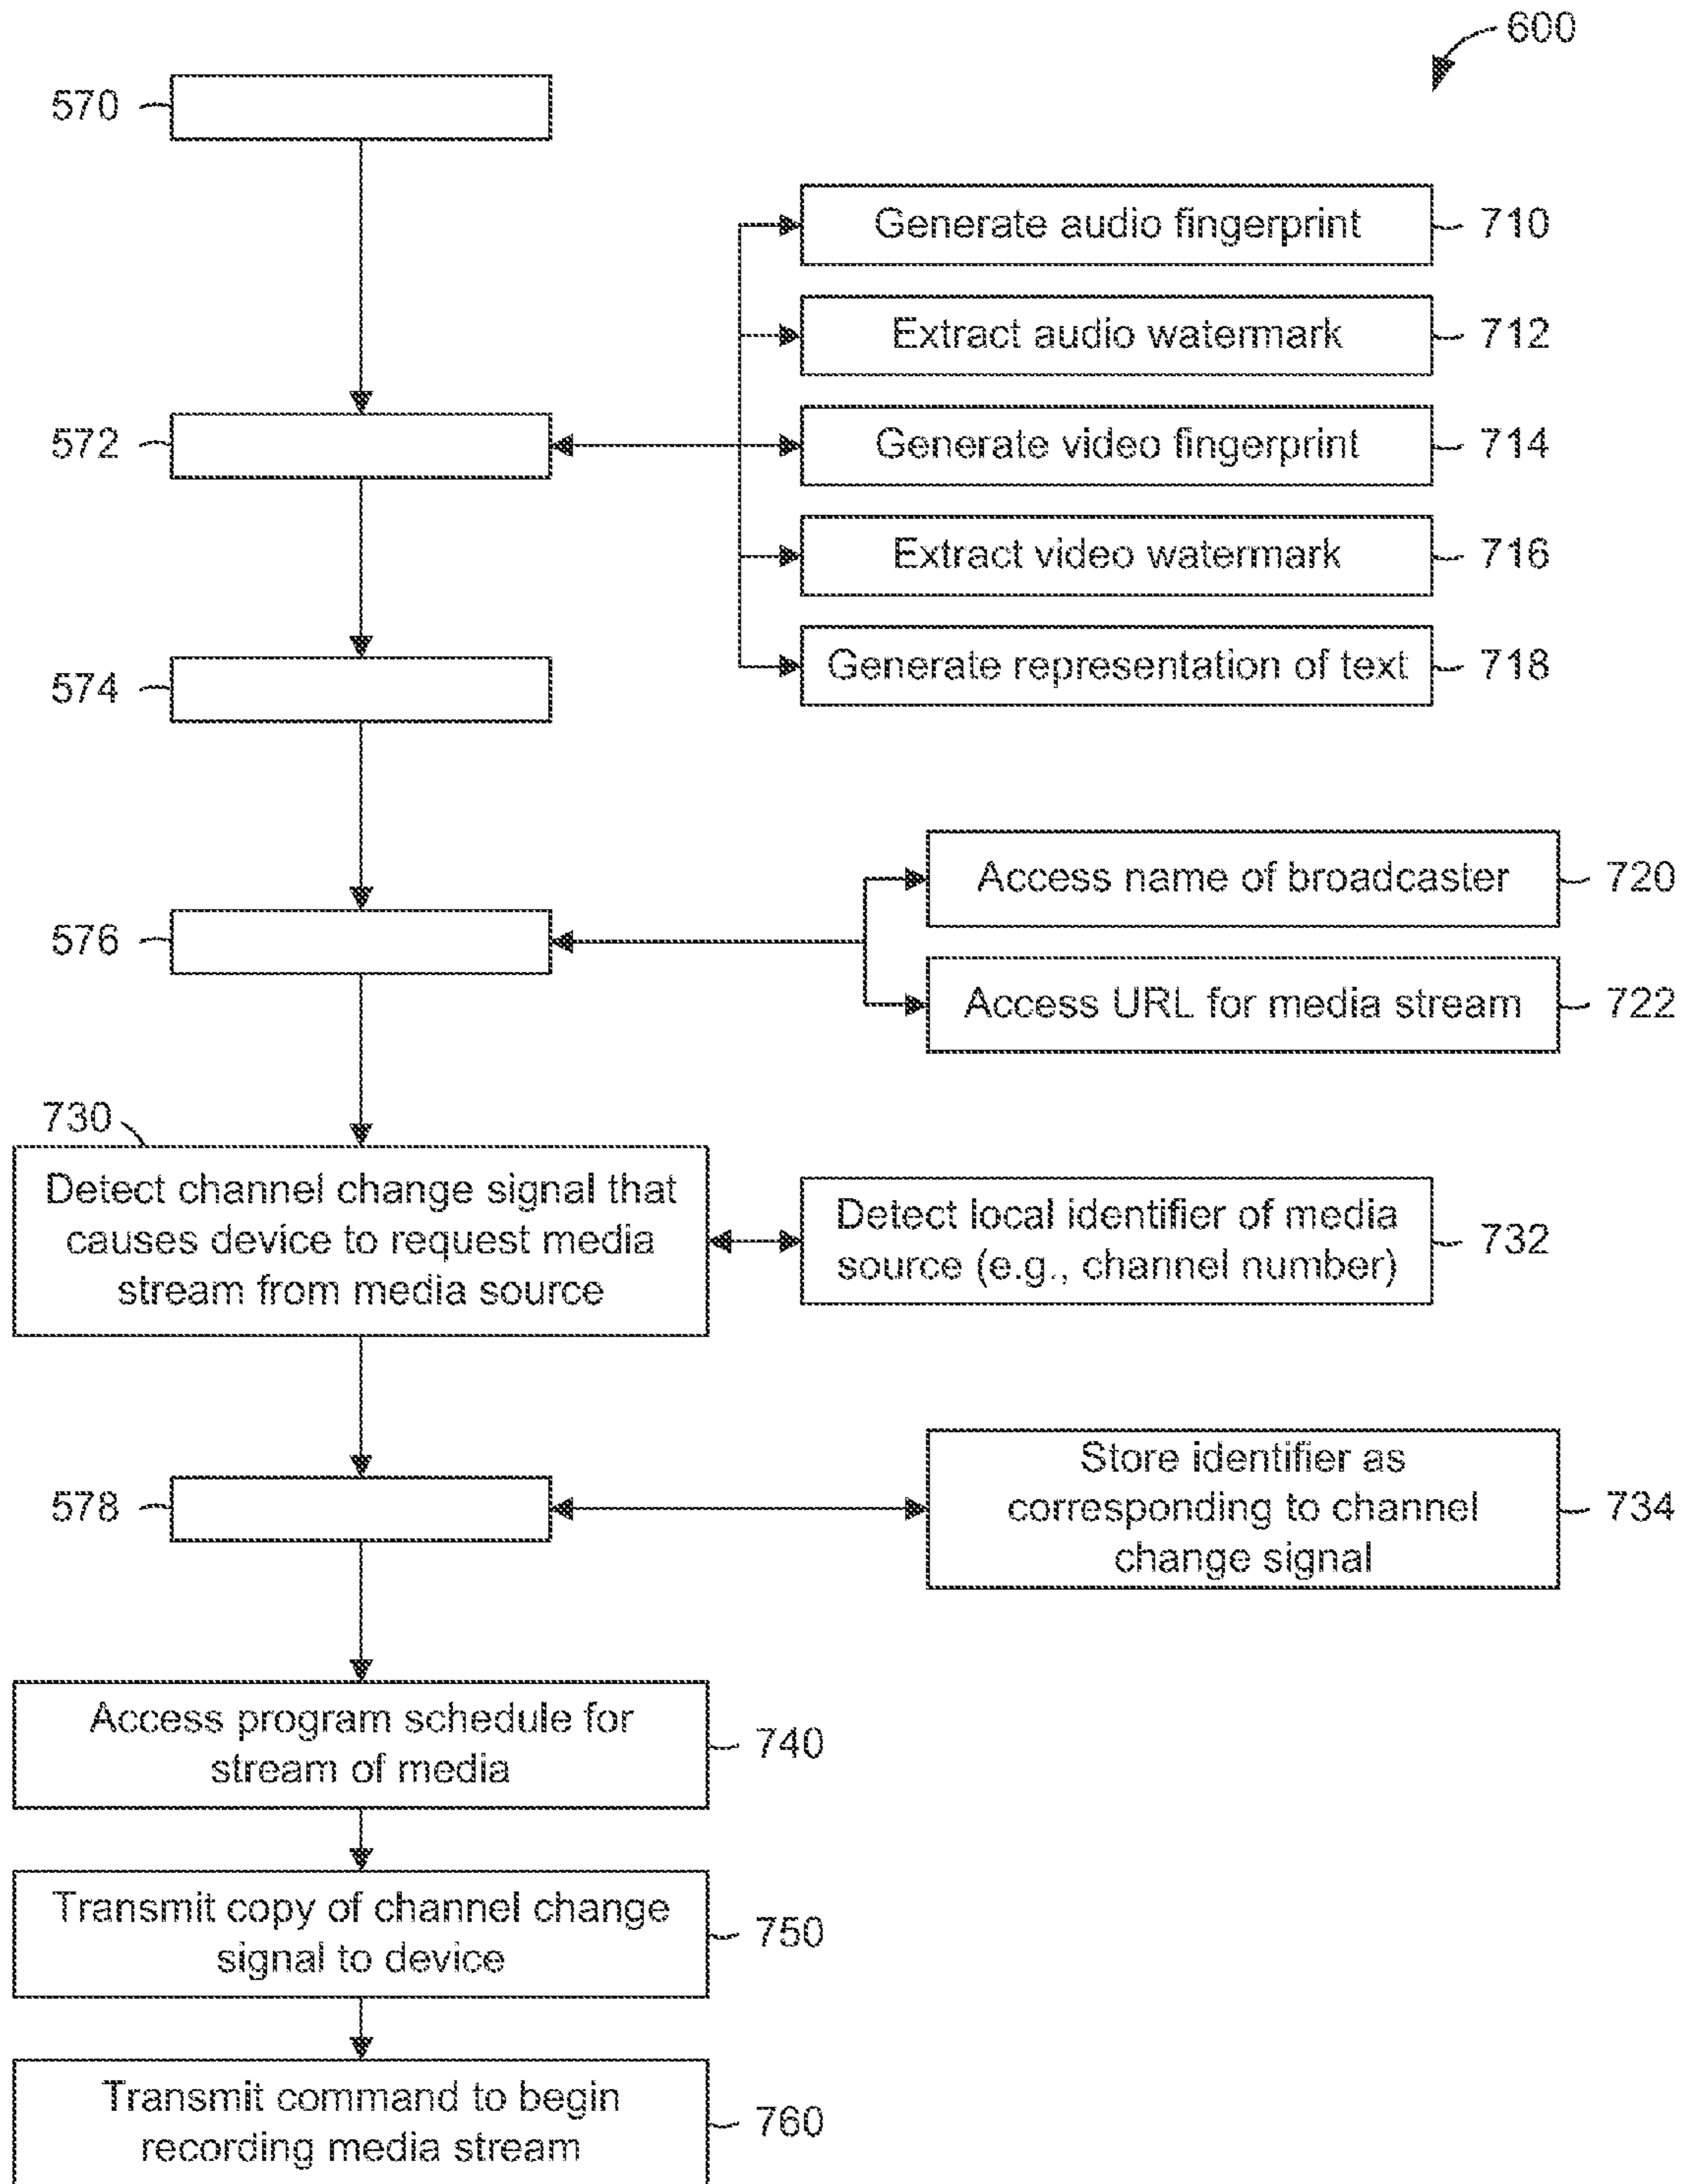 600
570
Generate audio fingerprint
710
Extract audio watermark
712
572
Generate video fingerprint
714
Extract video watermark
716
574
Generate representation of text
718
Access name of broadcaster
720
576
Access URL for media stream
722
730
Detect channel change signal that
causes device to request media
stream from media source
Detect local identifier of media
source (e.g., channel number)
732
578
Store identifier as
corresponding to channel
change signal
734
Access program schedule for
stream of media
740
Transmit copy of channel change
signal to device
750
Transmit command to begin
recording media stream
760